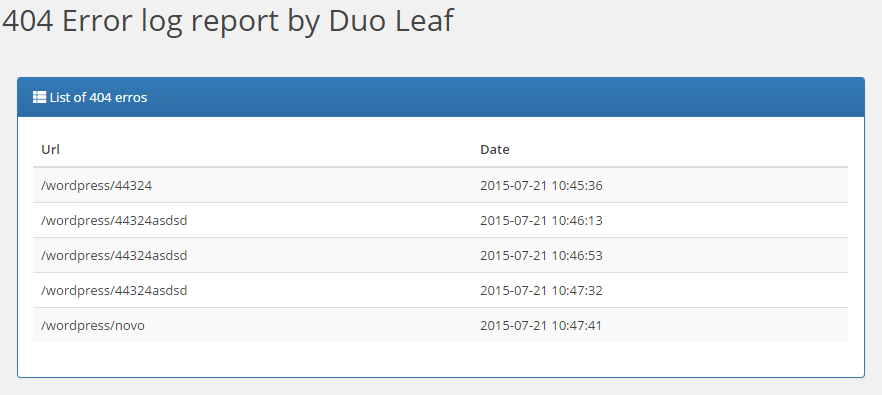 404 Error log report by Duo Leaf
List of 404 erros
Url Date
/wordpress/44324 2015-07-21 10:45:36
/wordpress/44324asdsd 2015-07-21 10:46:13
/wordpress/44324asdsd 2015-07-21 10:46:53
/wordpress/44324asdsd 2015-07-21 10:47:32
/wordpress/novo 2015-07-21 10:47:41